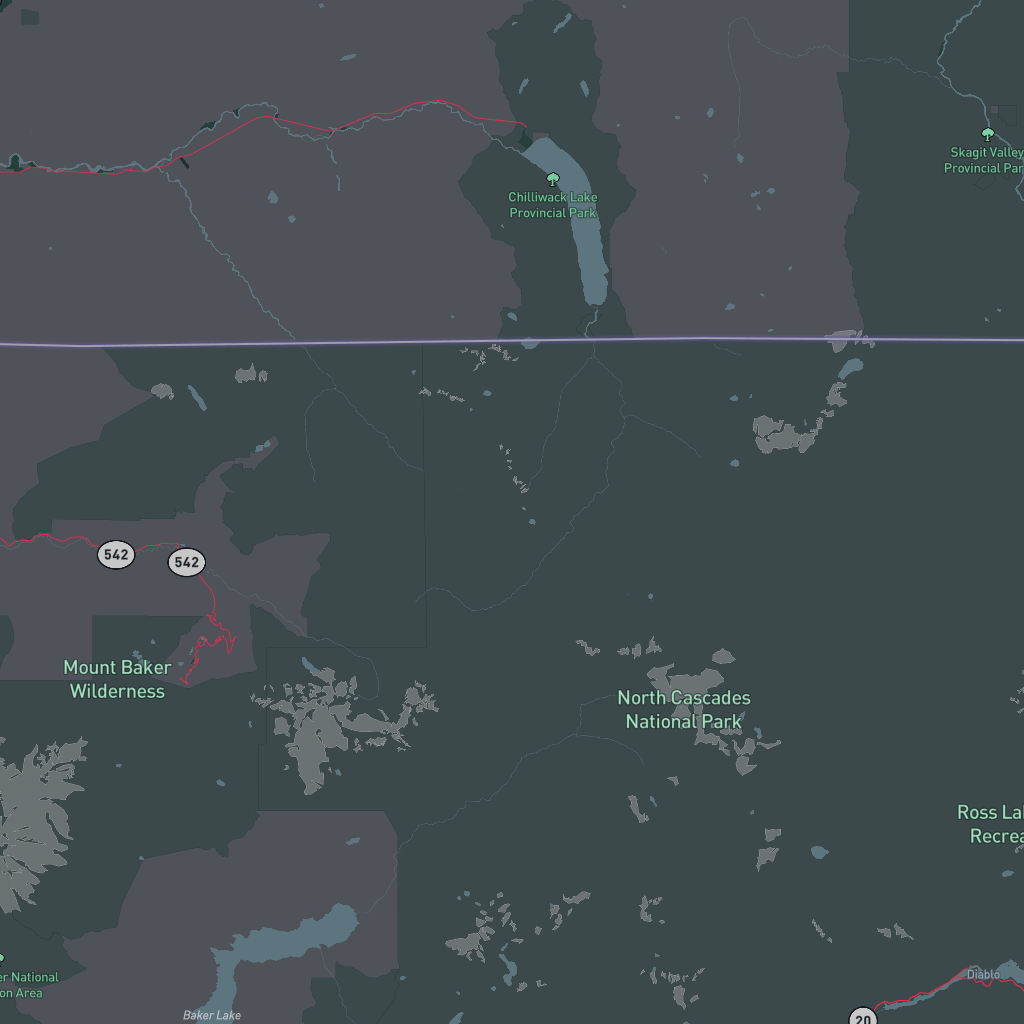 Skagit Valley
Provincial Par
Chilliwack Lake
Provincial Park
542
542
Mount Baker
Wilderness
North Cascades
National Park
Ross La
Recrea
er National
on Area
Diablo
Baker Lake
20